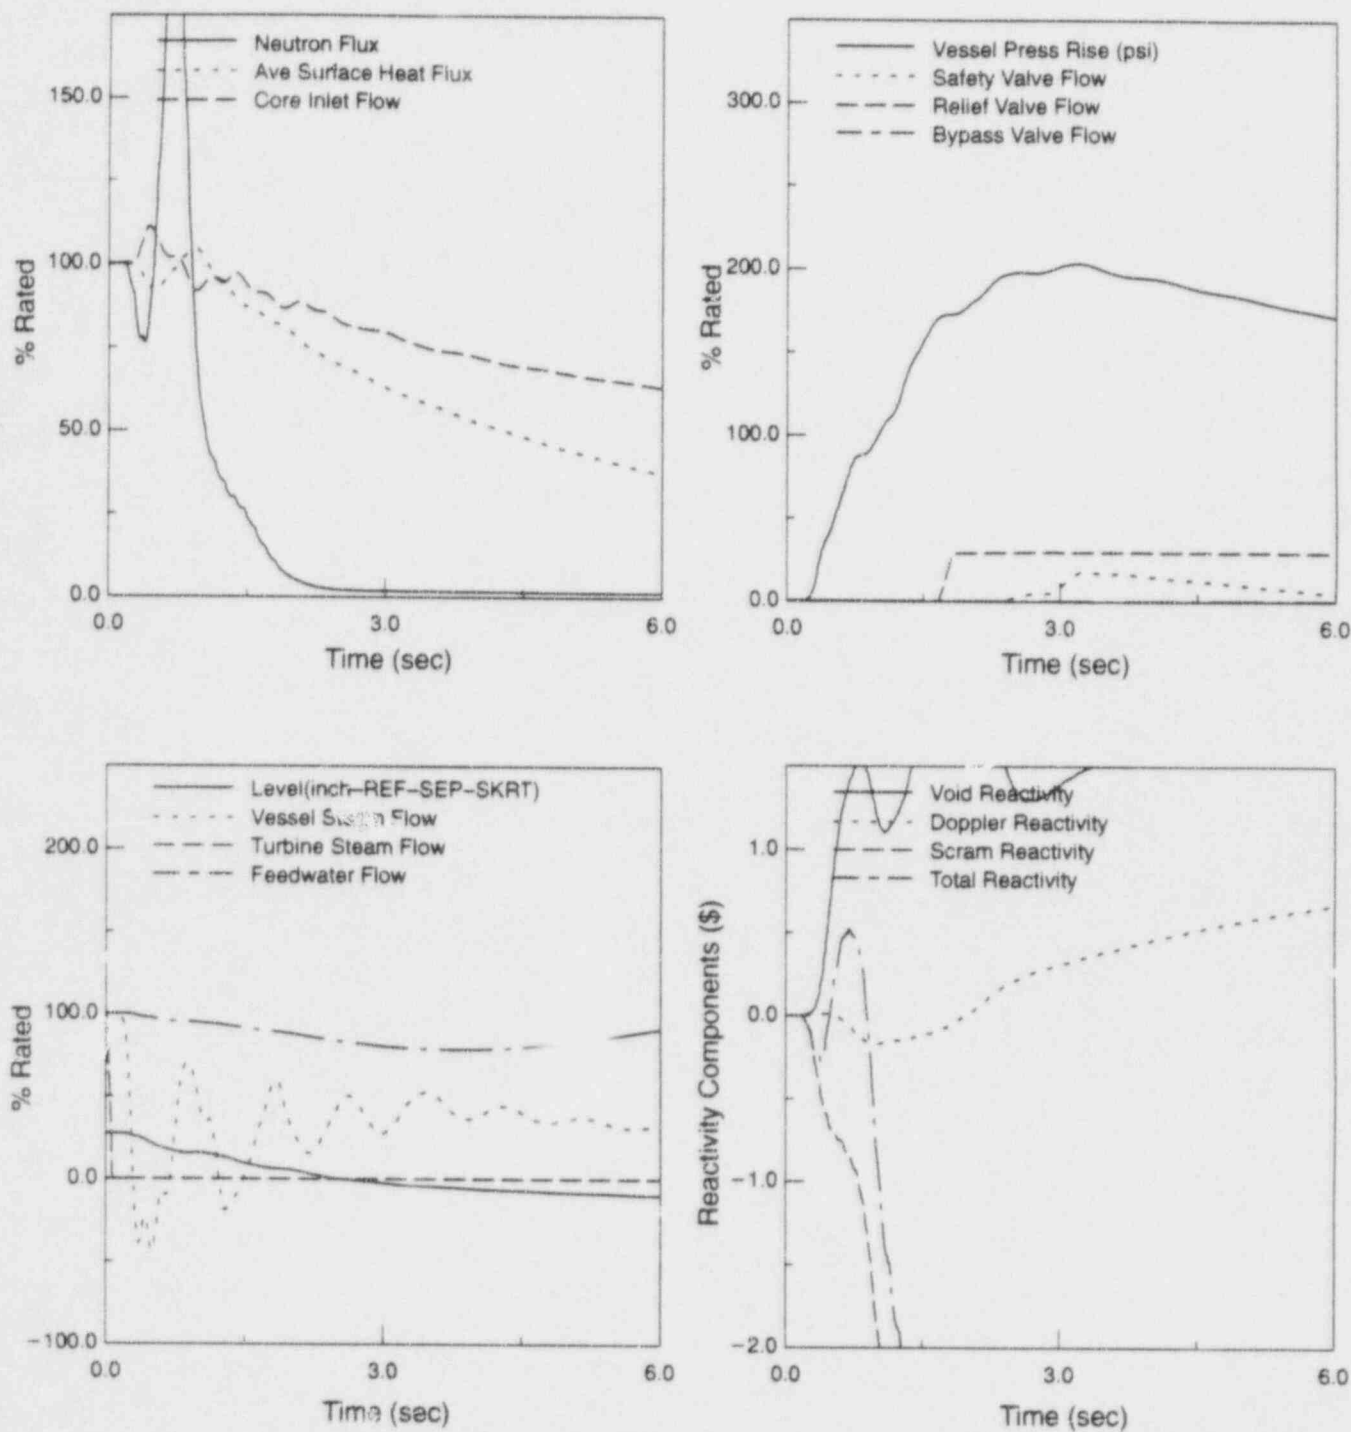 Neutron Flux
Ave Surface Heat Flux
Core Inlet Flow
150.0
100.0
50.0
0.0
% Rated
0.0 3.0 6.0
Time (sec)
Vessel Press Rise (psi)
Safety Valve Flow
Relief Valve Flow
Bypass Valve Flow
300.0
200.0
100.0
0.0
% Rated
0.0 3.0 6.0
Time (sec)
Level(inch-REF-SEP-SKRT)
Vessel Steam Flow
Turbine Steam Flow
Feedwater Flow
200.0
100.0
0.0
-100.0
% Rated
0.0 3.0 6.0
Time (sec)
Void Reactivity
Doppler Reactivity
Scram Reactivity
Total Reactivity
1.0
0.0
-1.0
-2.0
Reactivity Components ($)
0.0 3.0 6.0
Time (sec)